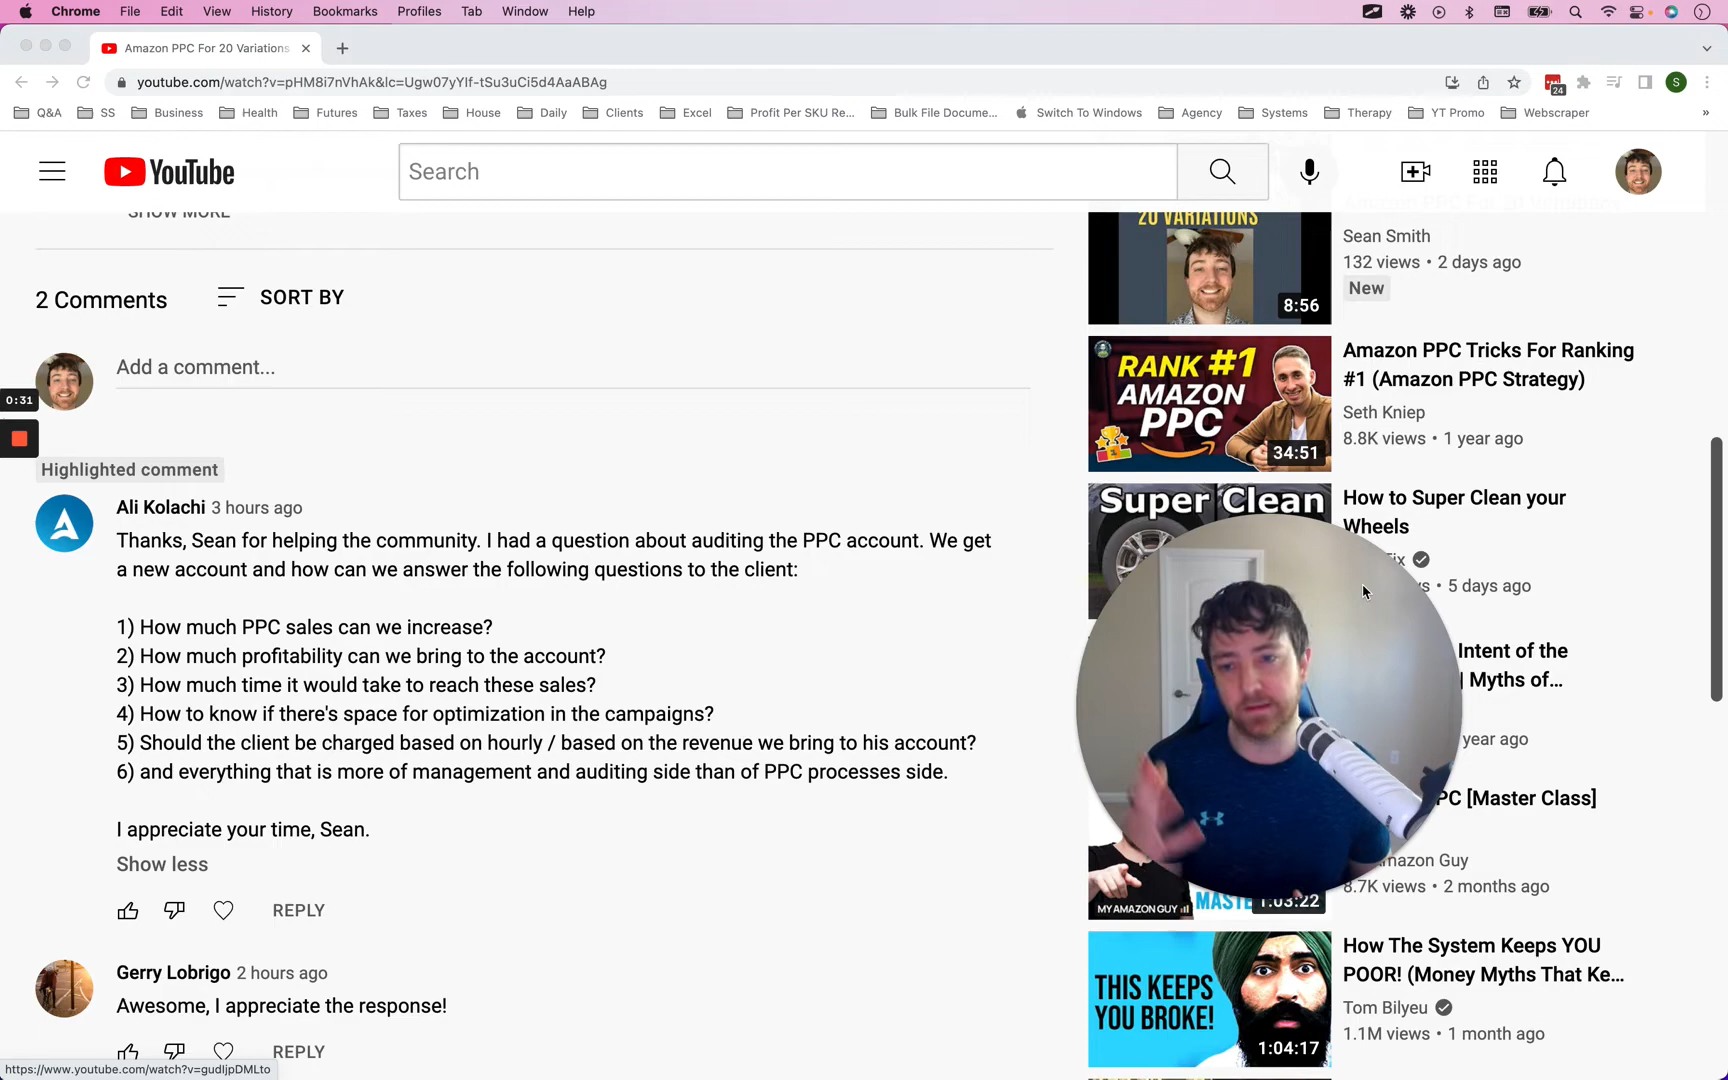 Chrome File Edit View History Bookmarks Profiles Tab Window Help
Amazon PPC For 20 Variations
youtube.com/watch?v=pHM8i7nVhAk&lc=Ugw07yYIf-tSu3uCi5d4AaABAg
24
S
Q&A SS Business Health Futures Taxes House Daily Clients Excel Profit Per SKU Re... Bulk File Docume... Switch To Windows Agency Systems Therapy YT Promo Webscraper »
YouTube
Search
SHOW MORE
2 Comments SORT BY
Add a comment...
0:31
Highlighted comment
Ali Kolachi 3 hours ago
Thanks, Sean for helping the community. I had a question about auditing the PPC account. We get
a new account and how can we answer the following questions to the client:
1) How much PPC sales can we increase?
2) How much profitability can we bring to the account?
3) How much time it would take to reach these sales?
4) How to know if there's space for optimization in the campaigns?
5) Should the client be charged based on hourly / based on the revenue we bring to his account?
6) and everything that is more of management and auditing side than of PPC processes side.
I appreciate your time, Sean.
Show less
REPLY
Gerry Lobrigo 2 hours ago
Awesome, I appreciate the response!
REPLY
https://www.youtube.com/watch?v=gudIjpDMLto
20 VARIATIONS
8:56
Sean Smith
132 views • 2 days ago
New
RANK #1
AMAZON
PPC
34:51
Amazon PPC Tricks For Ranking
#1 (Amazon PPC Strategy)
Seth Kniep
8.8K views • 1 year ago
Super Clean
How to Super Clean your
Wheels
• 5 days ago
Intent of the
Myths of...
year ago
PC [Master Class]
Amazon Guy
8.7K views • 2 months ago
MY AMAZON GUY
MASTE
1:03:22
THIS KEEPS
YOU BROKE!
1:04:17
How The System Keeps YOU
POOR! (Money Myths That Ke...
Tom Bilyeu
1.1M views • 1 month ago